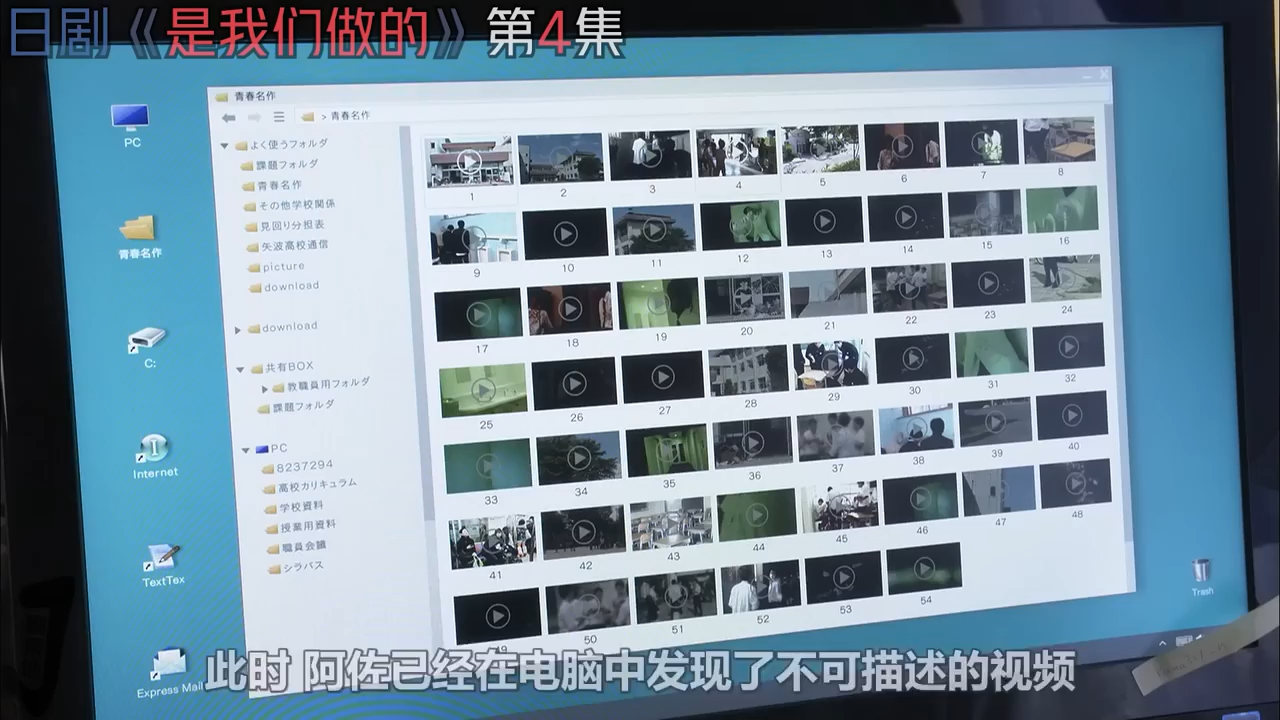 日剧《是我们做的》第4集
青春名作
> 青春名作
PC
青春名作
C:
Internet
TextTex
Express Mail
Trash
よく使うフォルダ
課題フォルダ
青春名作
その他学校関係
見回り分担表
矢波高校通信
picture
download
download
共有BOX
教職員用フォルダ
課題フォルダ
PC
8237294
高校カリキュラム
学校資料
授業用資料
職員会議
シラバス
1 2 3 4 5 6 7 8
9 10 11 12 13 14 15 16
17 18 19 20 21 22 23 24
25 26 27 28 29 30 31 32
33 34 35 36 37 38 39 40
41 42 43 44 45 46 47 48
49 50 51 52 53 54
此时 阿佐已经在电脑中发现了不可描述的视频